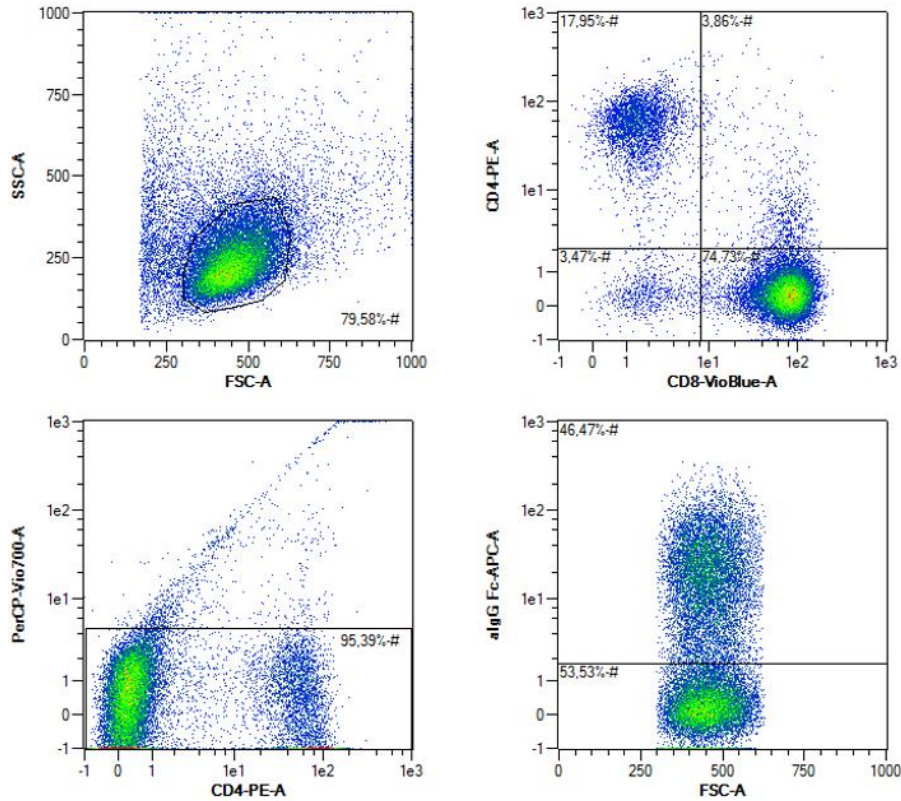 1000
750
500
250
0
SSC-A
79,58%-#
0
250
500
750
1000
FSC-A
17,95%-#
3,86%-#
1e3
1e2
1e1
1
0
-1
CD4-PE-A
3,47%-#
74,73%-#
-1
0
1
1e1
1e2
1e3
CD8-VioBlue-A
1e3
1e2
1e1
1
0
-1
PerCP-Vio700-A
95,39%-#
-1
0
1
1e1
1e2
1e3
CD4-PE-A
46,47%-#
1e3
1e2
1e1
1
0
-1
aIgG Fc-APC-A
53,53%-#
0
250
500
750
1000
FSC-A